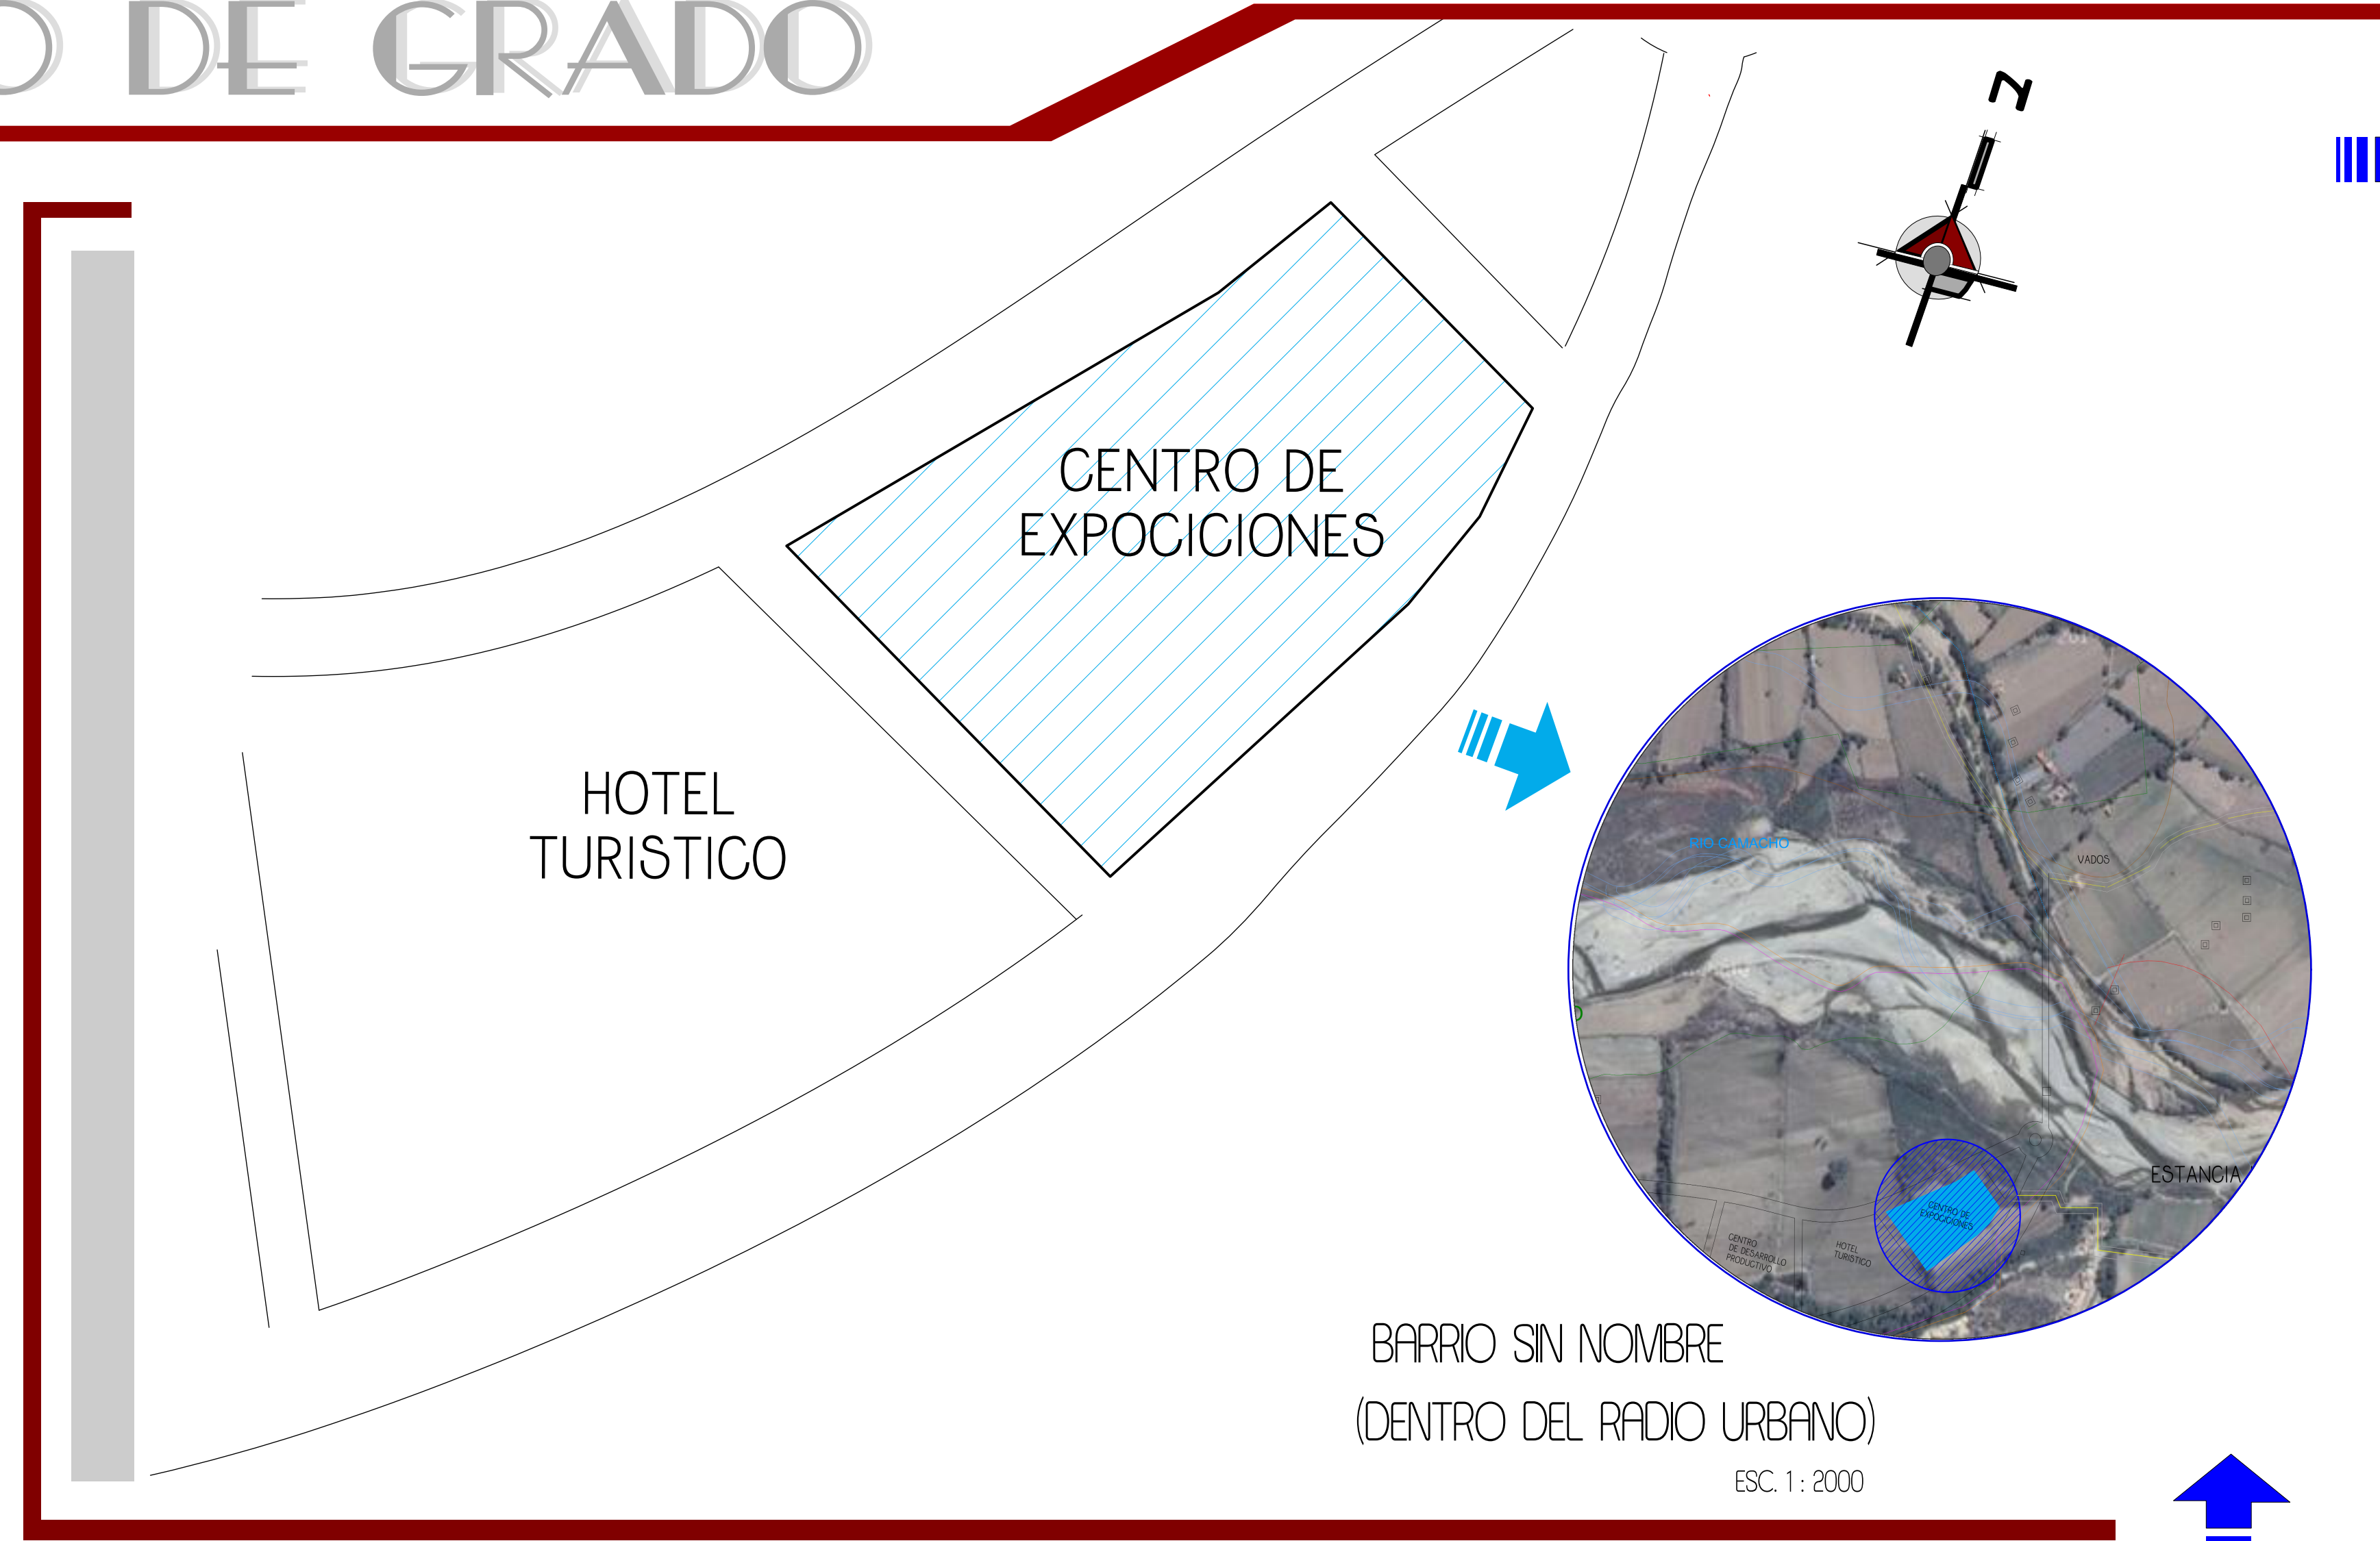 O DE GRADO
N
CENTRO DE
EXPOCICIONES
HOTEL
TURISTICO
RIO CAMACHO
VADOS
ESTANCIA
CENTRO DE
EXPOCICIONES
CENTRO
DE DESARROLLO
PRODUCTIVO
HOTEL
TURISTICO
BARRIO SIN NOMBRE
(DENTRO DEL RADIO URBANO)
ESC. 1 : 2000